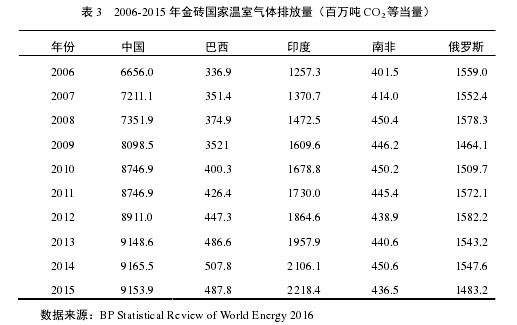 表 3 2006-2015 年金砖国家温室气体排放量（百万吨 CO2 等当量）
年份 中国 巴西 印度 南非 俄罗斯
2006 6656.0 336.9 1257.3 401.5 1559.0
2007 7211.1 351.4 1370.7 414.0 1552.4
2008 7351.9 374.9 1472.5 450.4 1578.3
2009 8098.5 3521 1609.6 446.2 1464.1
2010 8746.9 400.3 1678.8 450.2 1509.7
2011 8746.9 426.4 1730.0 445.4 1572.1
2012 8911.0 447.3 1864.6 438.9 1582.2
2013 9148.6 486.6 1957.9 440.6 1543.2
2014 9165.5 507.8 2106.1 450.6 1547.6
2015 9153.9 487.8 2218.4 436.5 1483.2
数据来源：BP Statistical Review of World Energy 2016